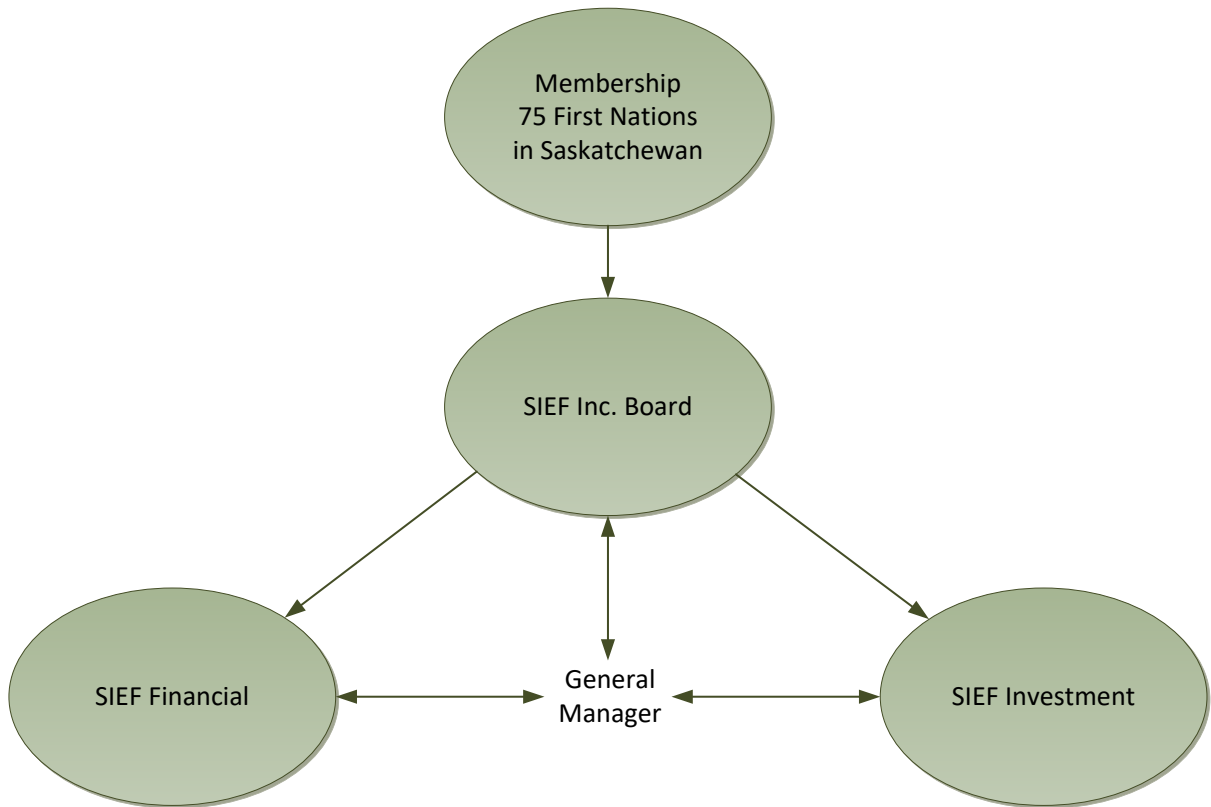 Membership
75 First Nations
in Saskatchewan
SIEF Inc. Board
SIEF Financial
General
Manager
SIEF Investment